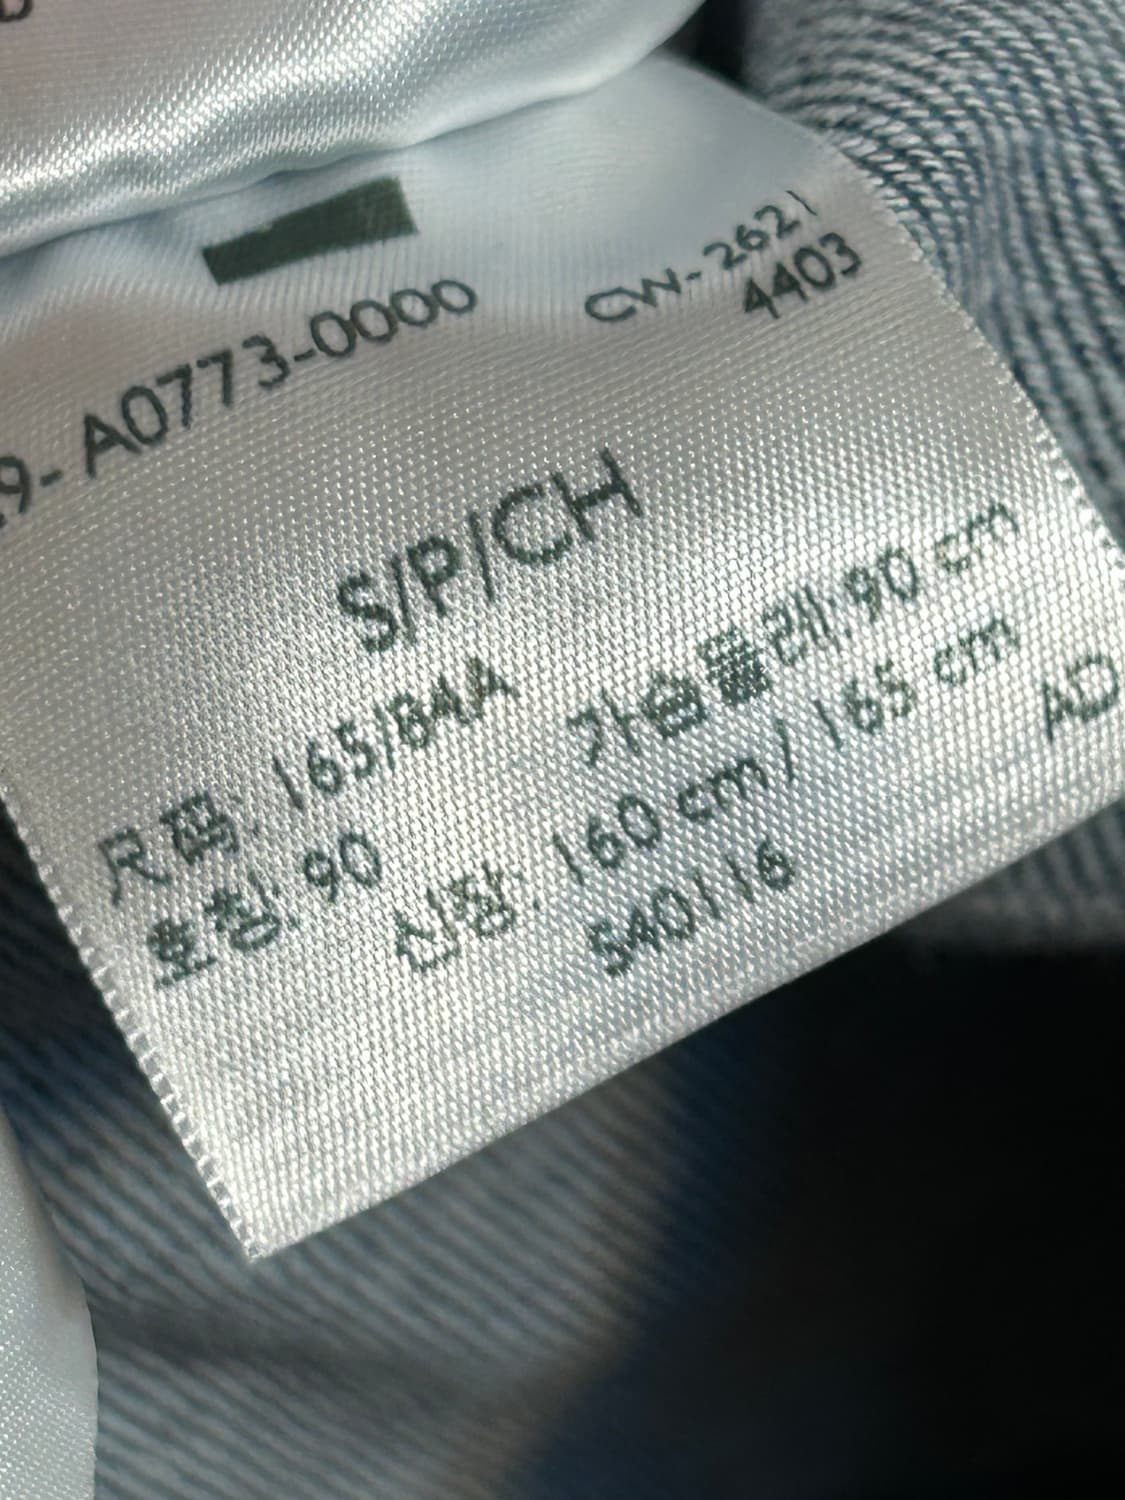 9-A0773-0000
CW-2621
4403
S/P/CH
尺码: 165/84A
호칭: 90
가슴둘레: 90 cm
신장: 160 cm / 165 cm
S40116
AD